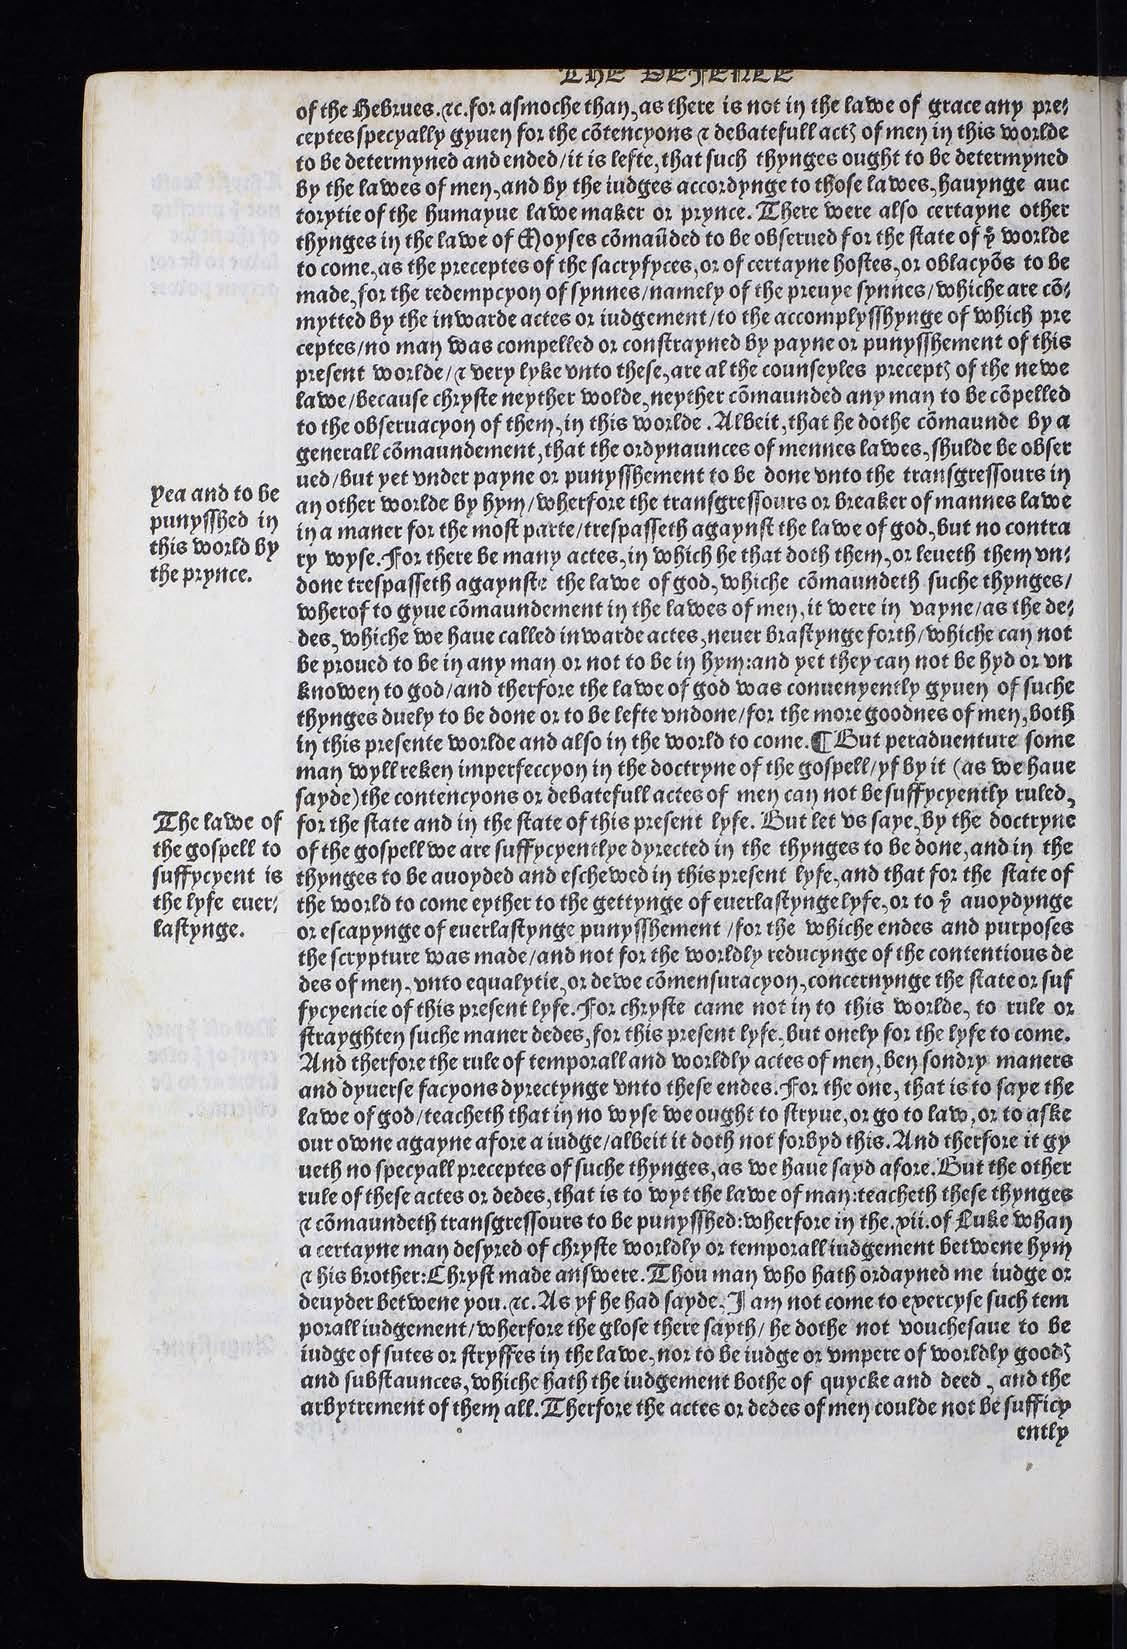 THE DEFENCE
of the Hebrues.⁊c.for asmoche than,as there is not in the lawe of grace any pre⸗
ceptes specyally gyuen for the cõtencyons ⁊ debatefull actꝭ of men in this worlde
to be determyned and ended/it is lefte,that such thynges ought to be determyned
by the lawes of men,and by the iudges accordynge to those lawes,hauynge auc
torytie of the humayue lawe maker or prynce. There were also certayne other
thynges in the lawe of Moyses cõmaũded to be obserued for the state of yͤ worlde
to come,as the preceptes of the sacryfyces,or of certayne hostes,or oblacyõs to be
made,for the redempcyon of synnes/namely of the preuye synnes/whiche are cõ⸗
mytted by the inwarde actes or iudgement/to the accomplysshynge of which pre
ceptes/no man was compelled or constrayned by payne or punysshement of this
present worlde/⁊ very lyke vnto these,are al the counseyles preceptꝭ of the newe
lawe/because chryste neyther wolde,neyther cõmaunded any man to be cõpelled
to the obseruacyon of them,in this worlde. Albeit,that he dothe cõmaunde by a
generall cõmaundement,that the ordynaunces of mennes lawes,shulde be obser
ued/but yet vnder payne or punysshement to be done vnto the transgressours in
yea and to be
punysshed in
this world by
the prynce.
an other worlde by hym/wherfore the transgressours or breaker of mannes lawe
in a maner for the most parte/trespasseth agaynst the lawe of god,but no contra
ry wyse.For there be many actes,in which he that doth them,or leueth them vn⸗
done trespasseth agaynste the lawe of god,whiche cõmaundeth suche thynges/
wherof to gyue cõmaundement in the lawes of men,it were in vayne/as the de⸗
des,whiche we haue called inwarde actes,neuer brastynge forth/whiche can not
be proued to be in any man or not to be in hym:and yet they can not be hyd or vn
knowen to god/and therfore the lawe of god was conuenyently gyuen of suche
thynges duely to be done or to be lefte vndone/for the more goodnes of men,both
in this presente worlde and also in the world to come.¶ But peraduenture some
man wyll reken imperfeccyon in the doctryne of the gospell/yf by it (as we haue
sayde)the contencyons or debatefull actes of men can not be suffycyently ruled,
The lawe of
the gospell to
suffycyent is
the lyfe euer⸗
lastynge.
for the state and in the state of this present lyfe. But let vs saye,by the doctryne
of the gospell we are suffycyentlye dyrected in the thynges to be done,and in the
thynges to be auoyded and eschewed in this present lyfe,and that for the state of
the world to come eyther to the gettynge of euerlastynge lyfe,or to yͤ auoydynge
or escapynge of euerlastynge punysshement /for the whiche endes and purposes
the scrypture was made/and not for the worldly reducynge of the contentious de
des of men,vnto equalytie,or dewe cõmensuracyon,concernynge the state or suf
fycyencie of this present lyfe.For chryste came not in to this worlde, to rule or
strayghten suche maner dedes,for this present lyfe,but onely for the lyfe to come.
And therfore the rule of temporall and worldly actes of men,ben sondry maners
and dyuerse facyons dyrectynge vnto these endes. For the one, that is to saye the
lawe of god/teacheth that in no wyse we ought to stryue,or go to law, or to aske
our owne agayne afore a iudge/albeit it doth not forbyd this.And therfore it gy
ueth no specyall preceptes of suche thynges,as we haue sayd afore.But the other
rule of these actes or dedes,that is to wyt the lawe of man:teacheth these thynges
⁊ cõmaundeth transgressours to be punysshed:wherfore in the.xii.of Luke whan
a certayne man desyred of chryste worldly or temporall iudgement betwene hym
⁊ his brother:Chryst made answere.Thou man who hath ordayned me iudge or
deuyder betwene you.⁊c.As yf he had sayde,I am not come to exercyse such tem
porall iudgement/wherfore the glose there sayth/ he dothe not vouchesaue to be
iudge of sutes or stryffes in the lawe,nor to be iudge or vmpere of worldly goodꝭ
and substaunces,whiche hath the iudgement bothe of quycke and deed , and the
arbytrement of them all.Therfore the actes or dedes of men coulde not be sufficy
ently